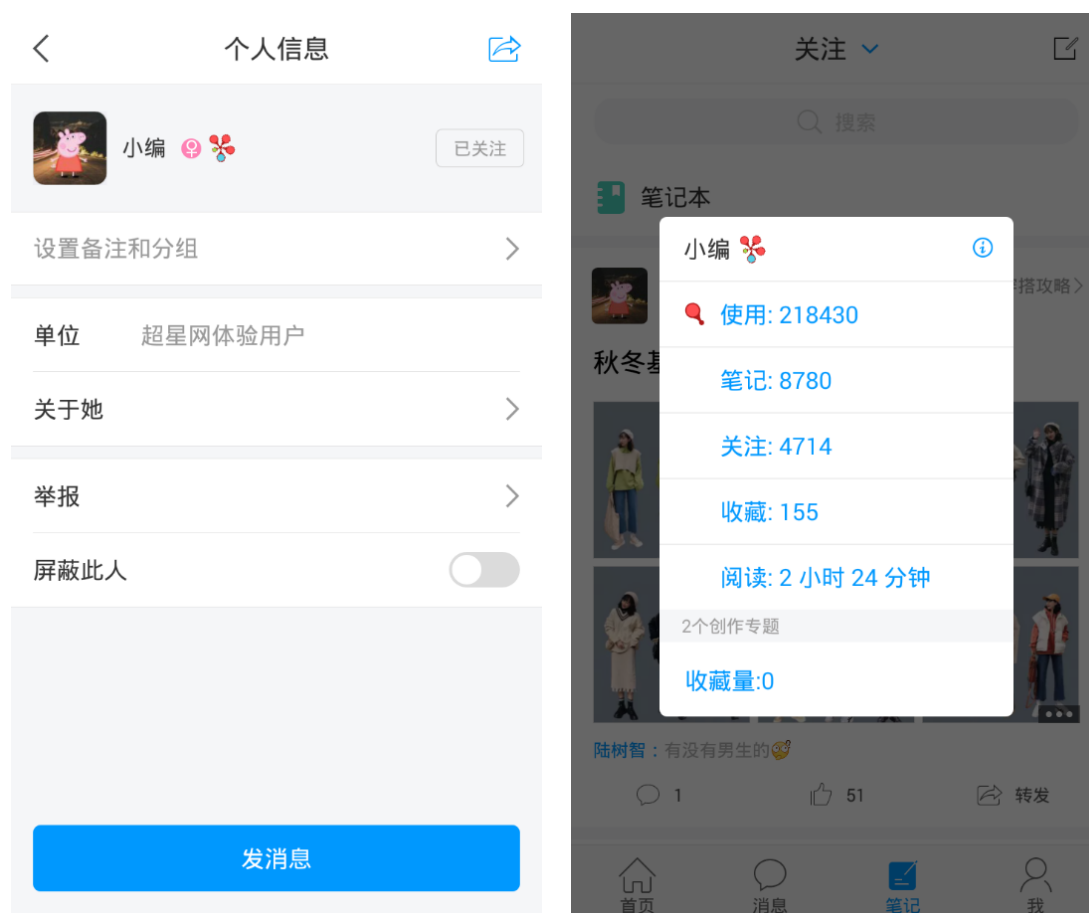 个人信息
小编
已关注
设置备注和分组
单位 超星网体验用户
关于她
举报
屏蔽此人
发消息
关注
搜索
笔记本
小编
搭攻略>
使用: 218430
秋冬
笔记: 8780
关注: 4714
收藏: 155
阅读: 2 小时 24 分钟
2个创作专题
收藏量:0
陆树智：有没有男生的
1
51
转发
首页
消息
笔记
我